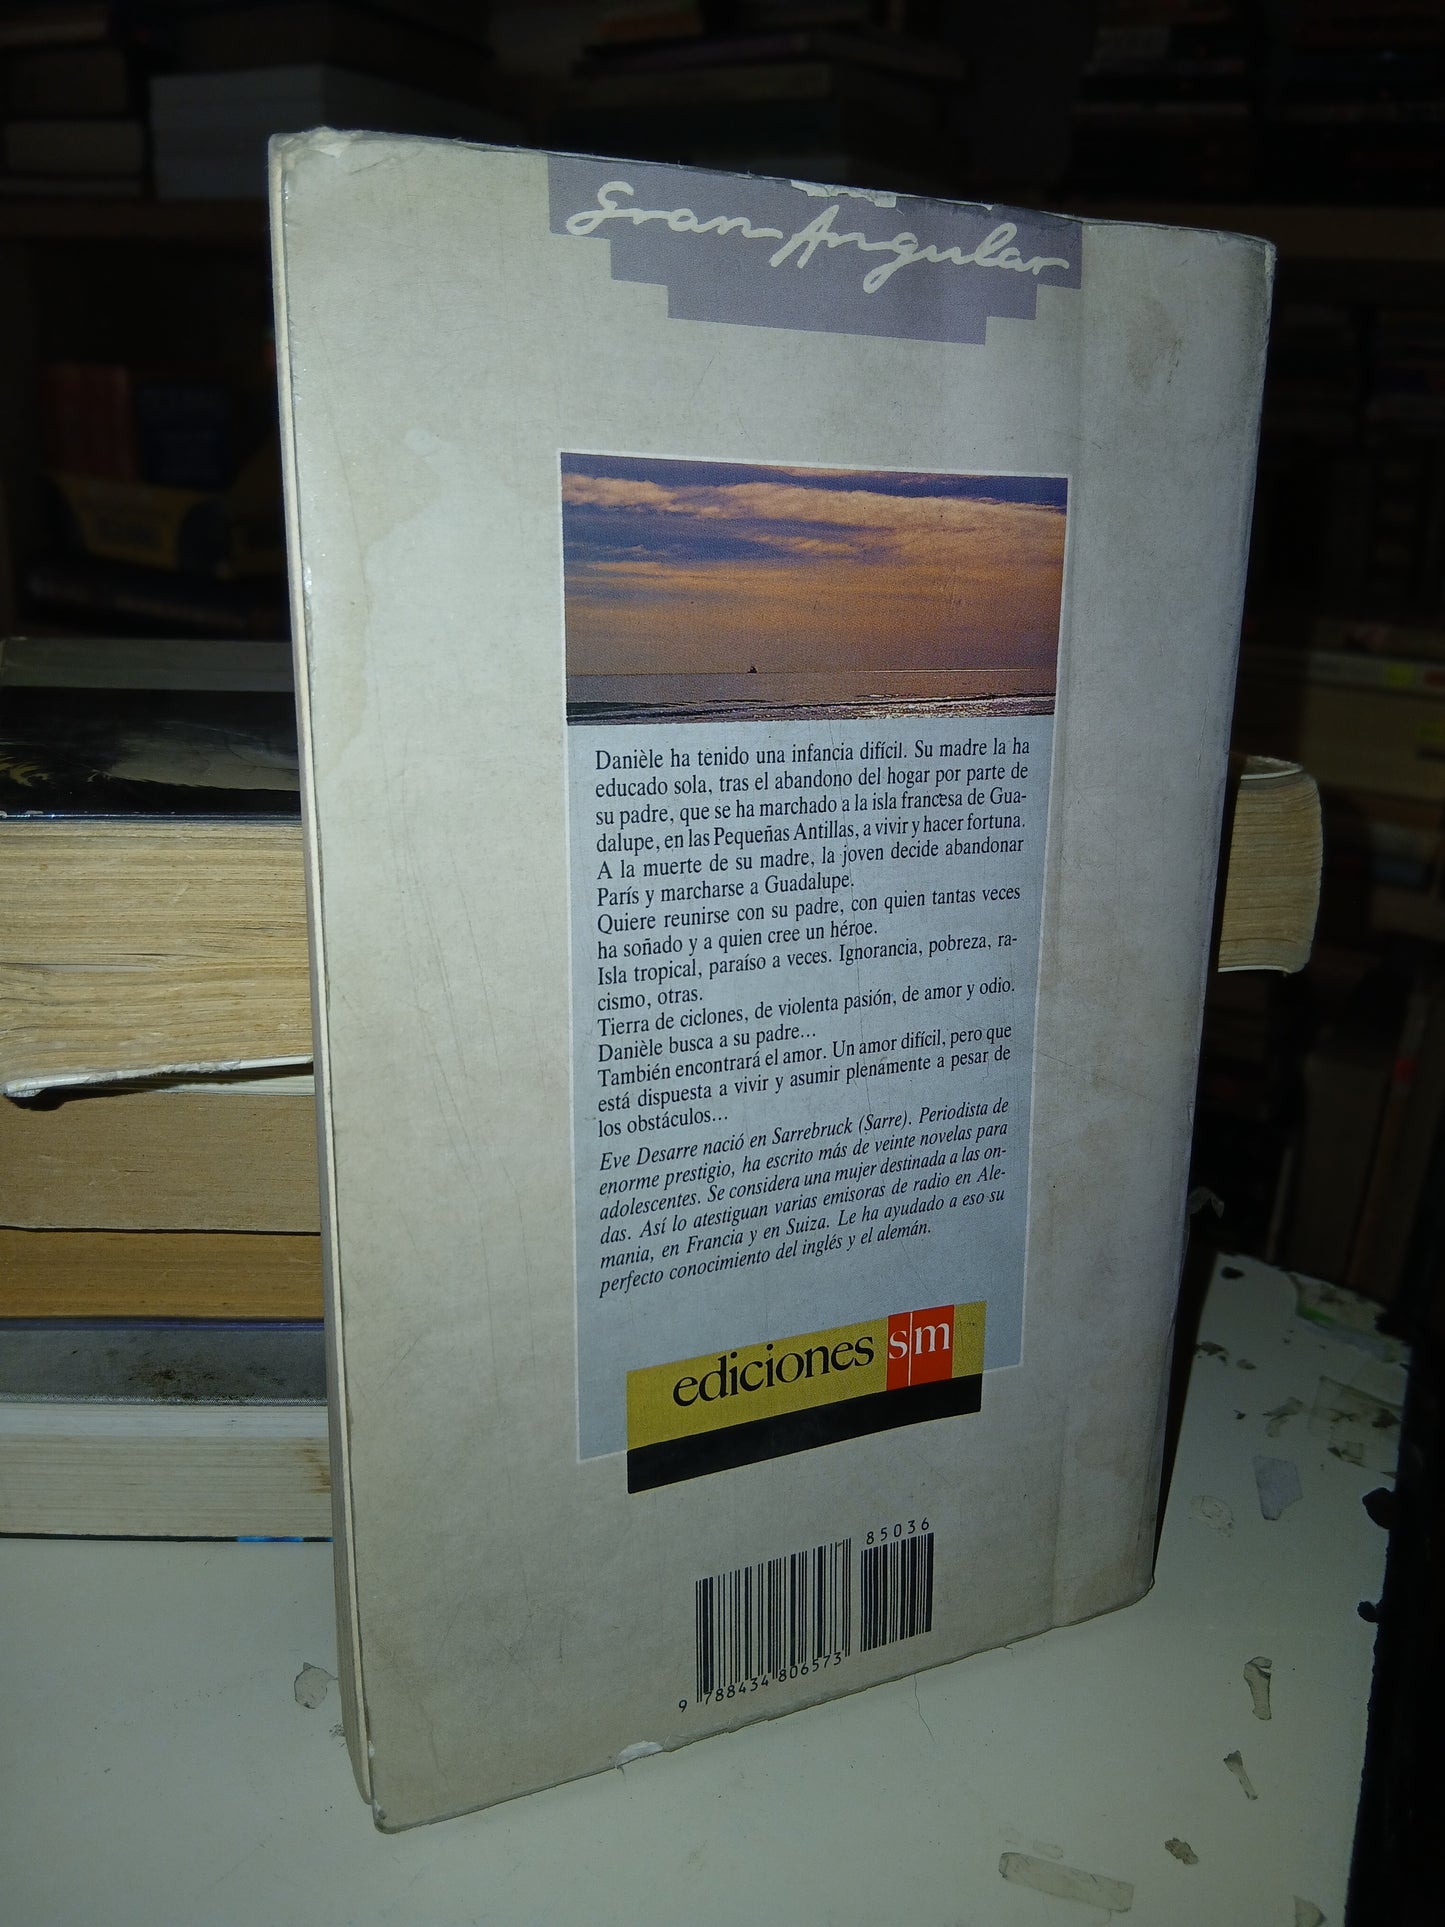 Gran Angular
Danièle ha tenido una infancia difícil. Su madre la ha
educado sola, tras el abandono del hogar por parte de
su padre, que se ha marchado a la isla francesa de Gua-
dalupe, en las Pequeñas Antillas, a vivir y hacer fortuna.
A la muerte de su madre, la joven decide abandonar
París y marcharse a Guadalupe.
Quiere reunirse con su padre, con quien tantas veces
ha soñado y a quien cree un héroe.
Isla tropical, paraíso a veces. Ignorancia, pobreza, ra-
cismo, otras.
Tierra de ciclones, de violenta pasión, de amor y odio.
Danièle busca a su padre...
También encontrará el amor. Un amor difícil, pero que
está dispuesta a vivir y asumir plenamente a pesar de
los obstáculos...
Eve Desarre nació en Sarrebruck (Sarre). Periodista de
enorme prestigio, ha escrito más de veinte novelas para
adolescentes. Se considera una mujer destinada a las on-
das. Así lo atestiguan varias emisoras de radio en Ale-
mania, en Francia y en Suiza. Le ha ayudado a eso su
perfecto conocimiento del inglés y el alemán.
ediciones sm
85036
9 788434 806573